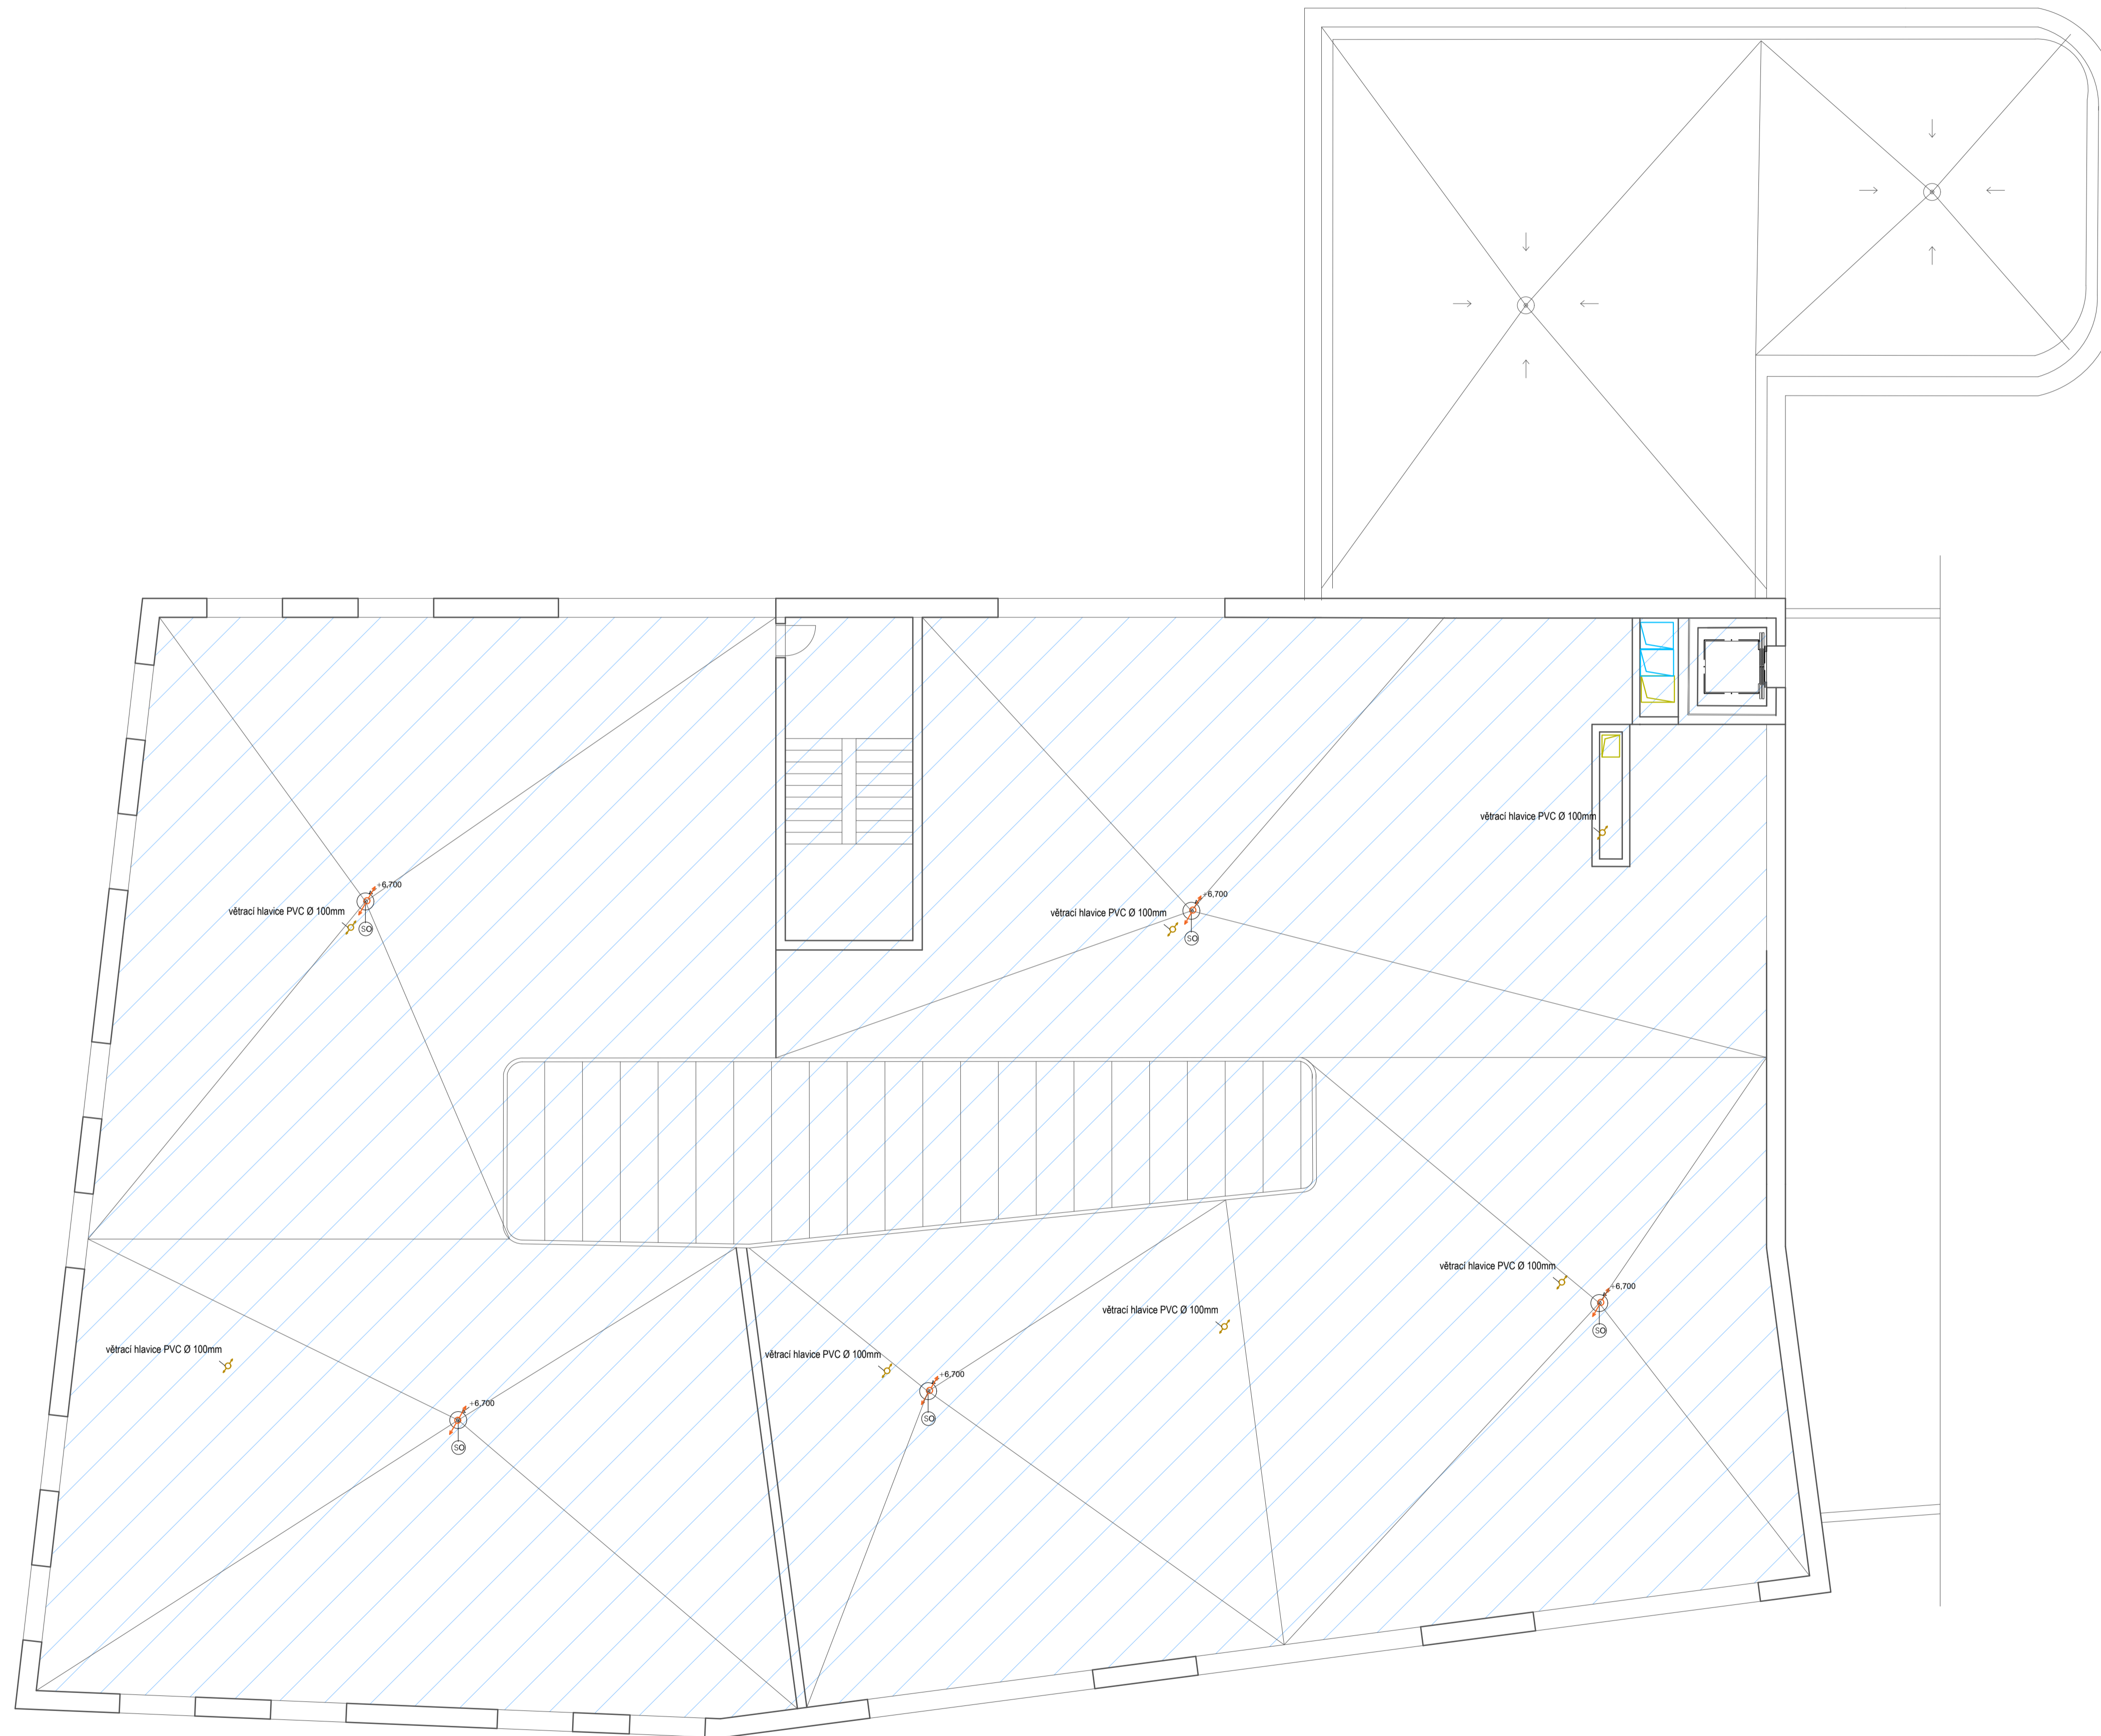 větrací hlavice PVC Ø 100mm
+6,700
větrací hlavice PVC Ø 100mm
SO
+6,700
větrací hlavice PVC Ø 100mm
SO
větrací hlavice PVC Ø 100mm
+6,700
SO
větrací hlavice PVC Ø 100mm
větrací hlavice PVC Ø 100mm
+6,700
SO
větrací hlavice PVC Ø 100mm
+6,700
SO